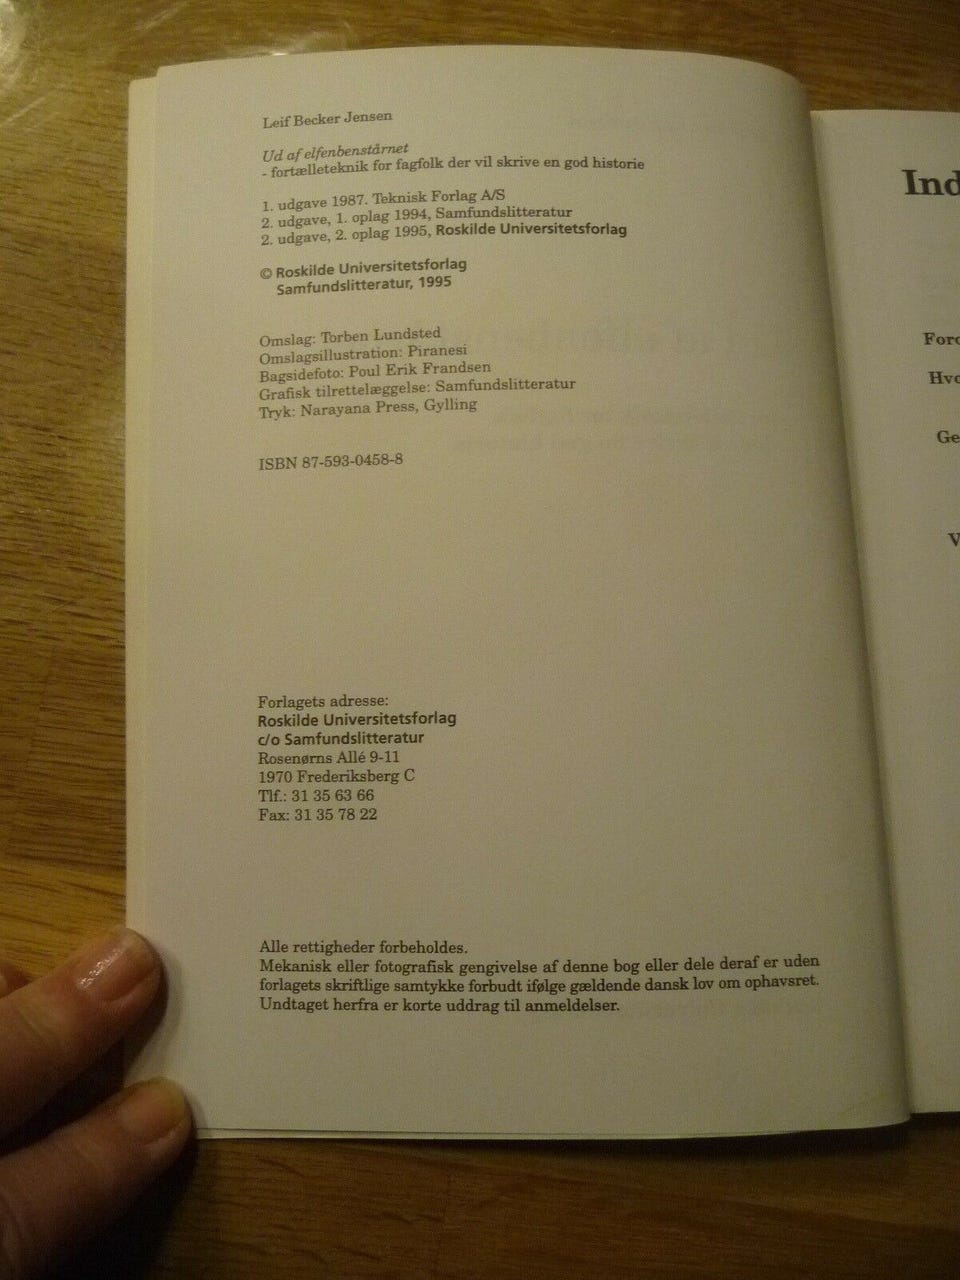 Leif Becker Jensen
Ud af elfenbenstårnet
- fortælleteknik for fagfolk der vil skrive en god historie
1. udgave 1987. Teknisk Forlag A/S
2. udgave, 1. oplag 1994, Samfundslitteratur
2. udgave, 2. oplag 1995, Roskilde Universitetsforlag
© Roskilde Universitetsforlag
Samfundslitteratur, 1995
Omslag: Torben Lundsted
Omslagsillustration: Piranesi
Bagsidefoto: Poul Erik Frandsen
Grafisk tilrettelæggelse: Samfundslitteratur
Tryk: Narayana Press, Gylling
ISBN 87-593-0458-8
Forlagets adresse:
Roskilde Universitetsforlag
c/o Samfundslitteratur
Rosenørns Allé 9-11
1970 Frederiksberg C
Tlf.: 31 35 63 66
Fax: 31 35 78 22
Alle rettigheder forbeholdes.
Mekanisk eller fotografisk gengivelse af denne bog eller dele deraf er uden
forlagets skriftlige samtykke forbudt ifølge gældende dansk lov om ophavsret.
Undtaget herfra er korte uddrag til anmeldelser.
Ind
Ford
Hvo
Ge
V